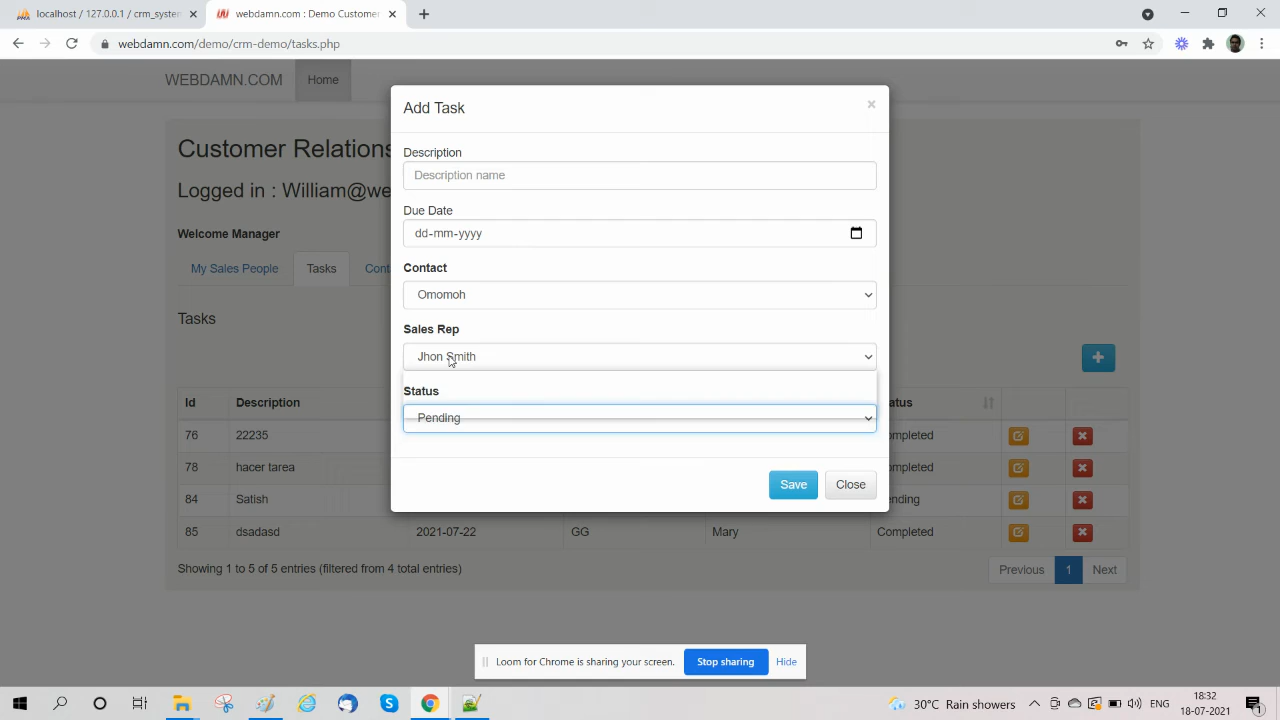 localhost / 127.0.0.1 / crm_system
webdamn.com : Demo Customer
webdamn.com/demo/crm-demo/tasks.php
WEBDAMN.COM
Home
Customer Relations
Logged in : William@we
Welcome Manager
My Sales People
Tasks
Cont
Tasks
Add Task
×
Description
Description name
Due Date
dd-mm-yyyy
Contact
Omomoh
Sales Rep
Jhon Smith
Status
Pending
Save
Close
Id Description atus
76 22235 ompleted
78 hacer tarea ompleted
84 Satish ending
85 dsadasd 2021-07-22 GG Mary Completed
Showing 1 to 5 of 5 entries (filtered from 4 total entries)
Previous 1 Next
Loom for Chrome is sharing your screen.
Stop sharing
Hide
30°C Rain showers
ENG
18:32
18-07-2021
1